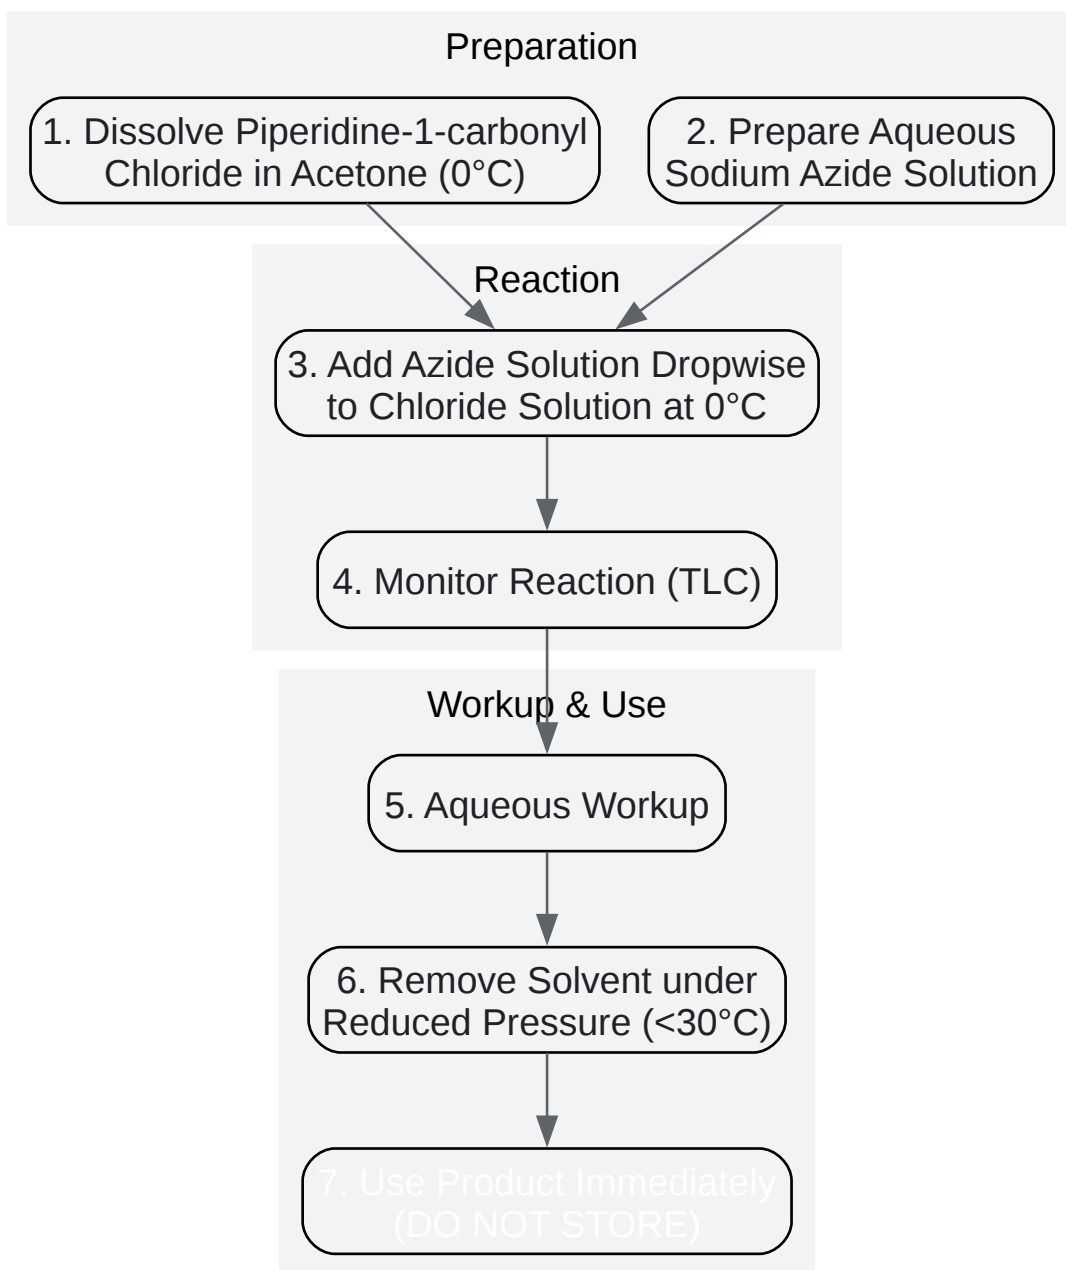 Preparation
1. Dissolve Piperidine-1-carbonyl
Chloride in Acetone (0°C)
2. Prepare Aqueous
Sodium Azide Solution
Reaction
3. Add Azide Solution Dropwise
to Chloride Solution at 0°C
4. Monitor Reaction (TLC)
Workup & Use
5. Aqueous Workup
6. Remove Solvent under
Reduced Pressure (<30°C)
7. Use Product Immediately
(DO NOT STORE)